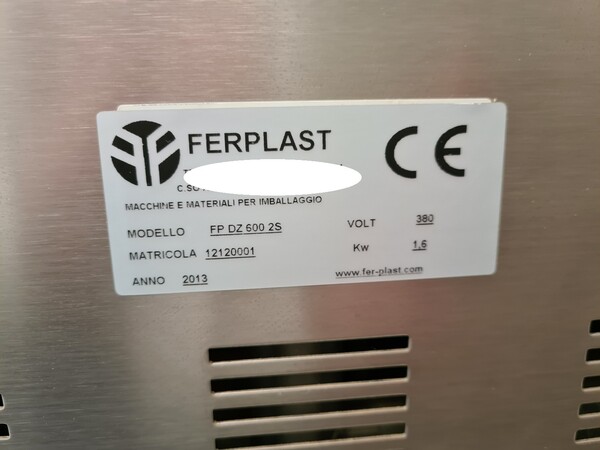 FERPLAST
C.SO
MACCHINE E MATERIALI PER IMBALLAGGIO
MODELLO FP DZ 600 2S VOLT 380
MATRICOLA 12120001 Kw 1,6
ANNO 2013 www.fer-plast.com
CE